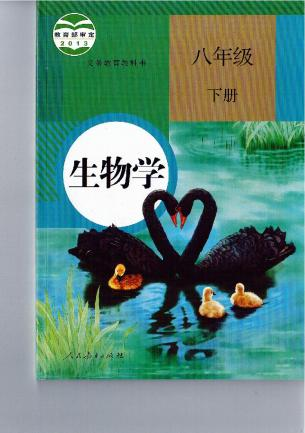 教育部审定
2013
义务教育教科书
八年级
下册
生物学
人民教育出版社